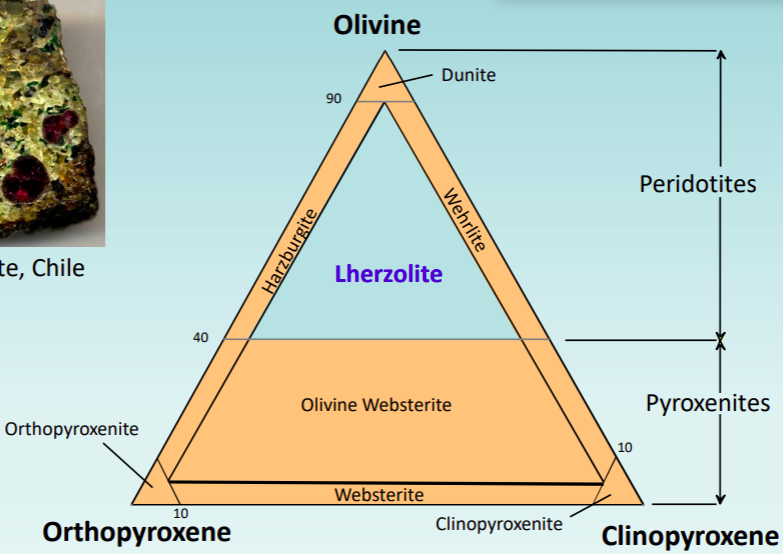 Olivine
Dunite
90
Peridotites
Harzburgite
Wehrlite
te, Chile
Lherzolite
40
Olivine Websterite
Pyroxenites
Orthopyroxenite
10
Websterite
10
Clinopyroxenite
Orthopyroxene
Clinopyroxene